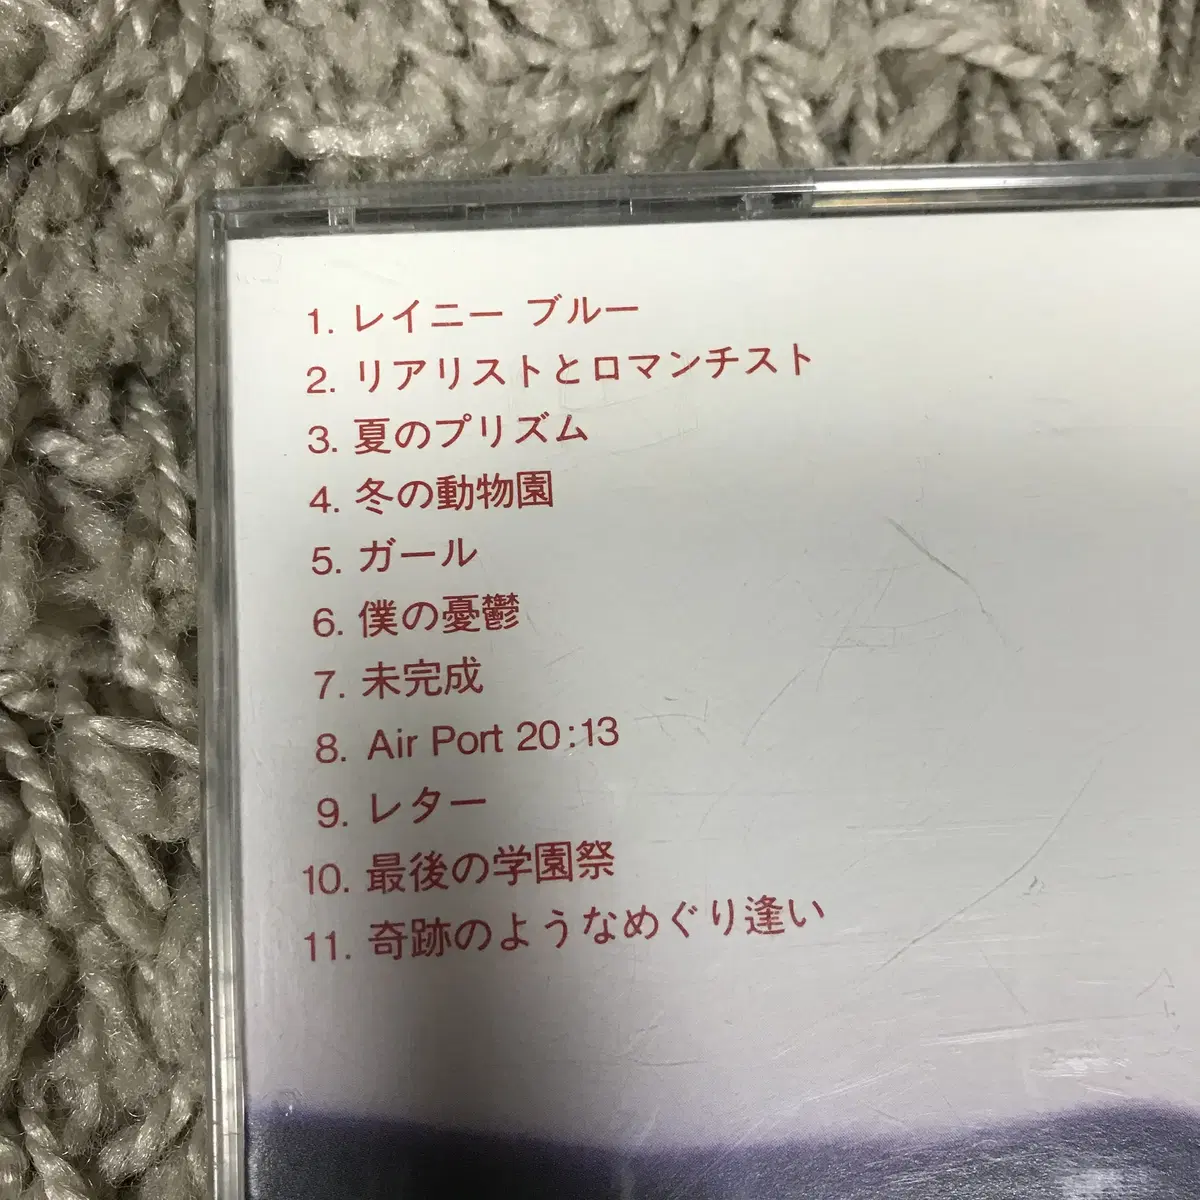 1. レイニー ブルー
2. リアリストとロマンチスト
3. 夏のプリズム
4. 冬の動物園
5. ガール
6. 僕の憂鬱
7. 未完成
8. Air Port 20:13
9. レター
10. 最後の学園祭
11. 奇跡のようなめぐり逢い